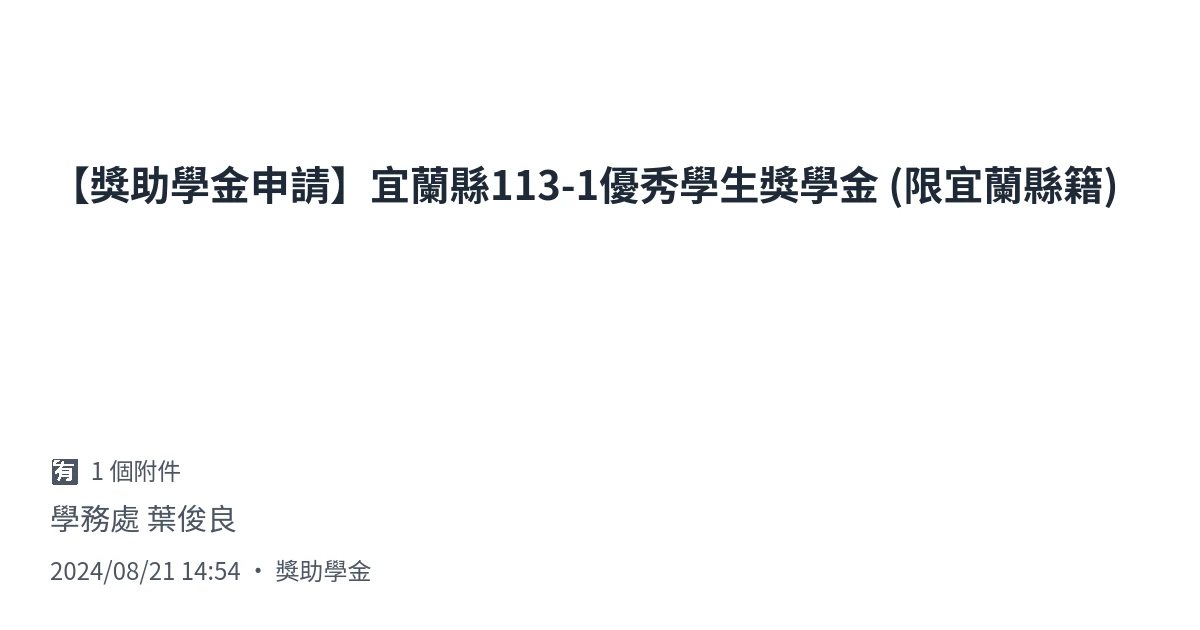 【獎助學金申請】宜蘭縣113-1優秀學生獎學金 (限宜蘭縣籍)
🈶 1 個附件
學務處 葉俊良
2024/08/21 14:54 · 獎助學金